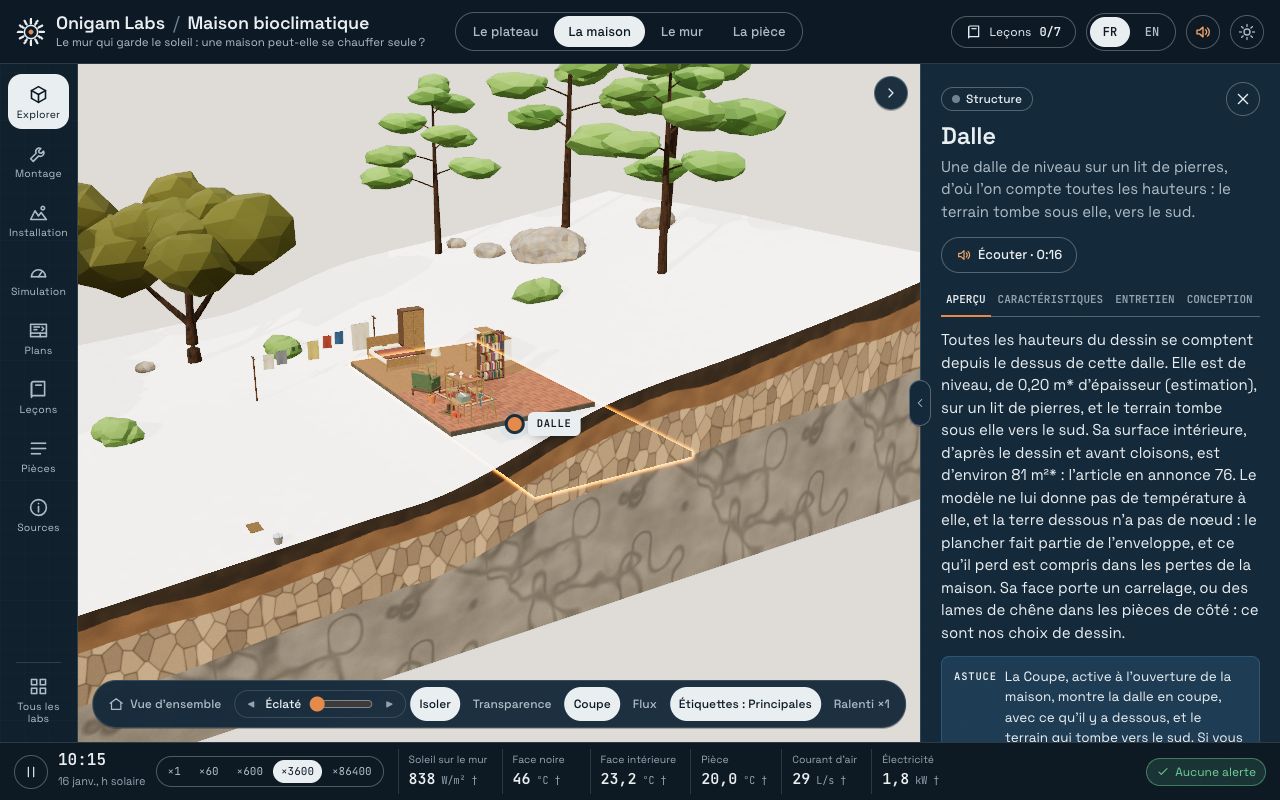 Onigam Labs / Maison bioclimatique
Le mur qui garde le soleil : une maison peut-elle se chauffer seule ?
Le plateau
La maison
Le mur
La pièce
Leçons 0/7
FR
EN
Explorer
Montage
Installation
Simulation
Plans
Leçons
Pièces
Sources
Tous les
labs
DALLE
Structure
Dalle
Une dalle de niveau sur un lit de pierres,
d'où l'on compte toutes les hauteurs : le
terrain tombe sous elle, vers le sud.
Écouter · 0:16
APERÇU
CARACTÉRISTIQUES
ENTRETIEN
CONCEPTION
Toutes les hauteurs du dessin se comptent
depuis le dessus de cette dalle. Elle est de
niveau, de 0,20 m* d'épaisseur (estimation),
sur un lit de pierres, et le terrain tombe
sous elle vers le sud. Sa surface intérieure,
d'après le dessin et avant cloisons, est
d'environ 81 m²* : l'article en annonce 76. Le
modèle ne lui donne pas de température à
elle, et la terre dessous n'a pas de nœud : le
plancher fait partie de l'enveloppe, et ce
qu'il perd est compris dans les pertes de la
maison. Sa face porte un carrelage, ou des
lames de chêne dans les pièces de côté : ce
sont nos choix de dessin.
ASTUCE
La Coupe, active à l'ouverture de la
maison, montre la dalle en coupe,
avec ce qu'il y a dessous, et le
terrain qui tombe vers le sud. Si vous
Vue d'ensemble
Éclaté
Isoler
Transparence
Coupe
Flux
Étiquettes : Principales
Ralenti ×1
10:15
16 janv., h solaire
×1
×60
×600
×3600
×86400
Soleil sur le mur
838 W/m² †
Face noire
46 °C †
Face intérieure
23,2 °C †
Pièce
20,0 °C †
Courant d'air
29 L/s †
Électricité
1,8 kW †
Aucune alerte